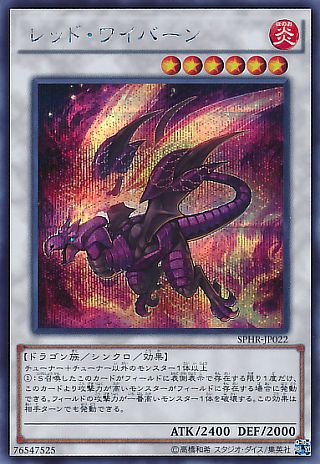 レッド・ワイバーン
炎
SPHR-JP022
【ドラゴン族/シンクロ/効果】
チューナー＋チューナー以外のモンスター1体以上
①：S召喚したこのカードがフィールドに表側表示で存在する限り1度だけ、
このカードより攻撃力が高いモンスターがフィールドに存在する場合に発動
できる。フィールドの攻撃力が一番高いモンスター1体を破壊する。この効果は
相手ターンでも発動できる。
ATK/2400 DEF/2000
76547525
©高橋和希 スタジオ・ダイス/集英社